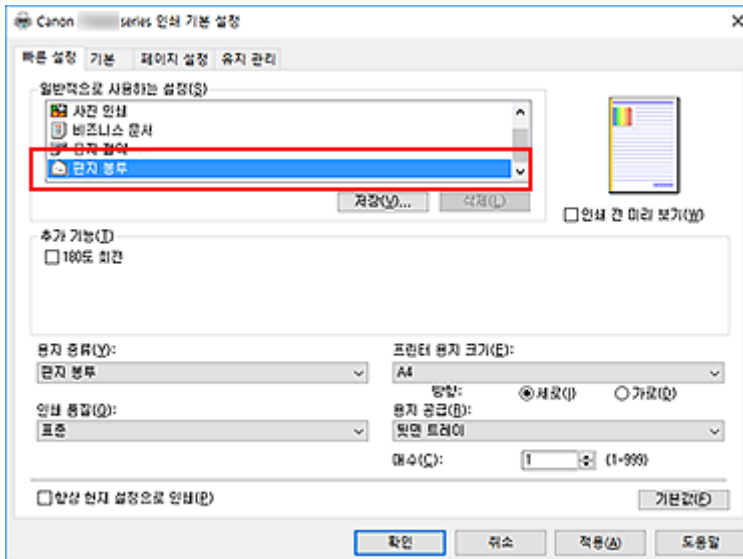 Canon series 인쇄 기본 설정
빠른 설정 기본 페이지 설정 유지 관리
일반적으로 사용하는 설정(S)
사진 인쇄
비즈니스 문서
용지 절약
편지 봉투
저장(V)... 삭제(L)
인쇄 전 미리 보기(W)
추가 기능(T)
180도 회전
용지 종류(Y): 프린터 용지 크기(E):
편지 봉투 A4
방향: 세로(I) 가로(D)
인쇄 품질(Q): 용지 공급(R):
표준 뒷면 트레이
매수(C): 1 (1-999)
항상 현재 설정으로 인쇄(P) 기본값(F)
확인 취소 적용(A) 도움말